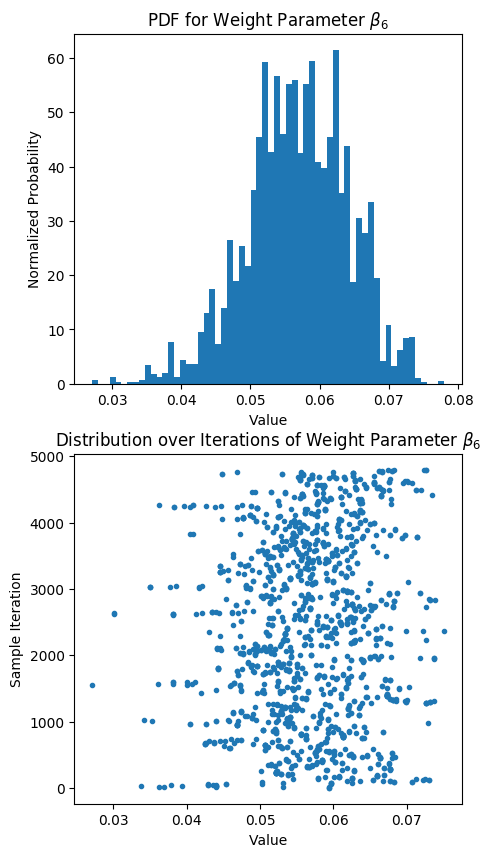 PDF for Weight Parameter β₆
60
50
40
30
20
10
0
Normalized Probability
0.03 0.04 0.05 0.06 0.07 0.08
Value
Distribution over Iterations of Weight Parameter β₆
5000
4000
3000
2000
1000
0
Sample Iteration
0.03 0.04 0.05 0.06 0.07
Value